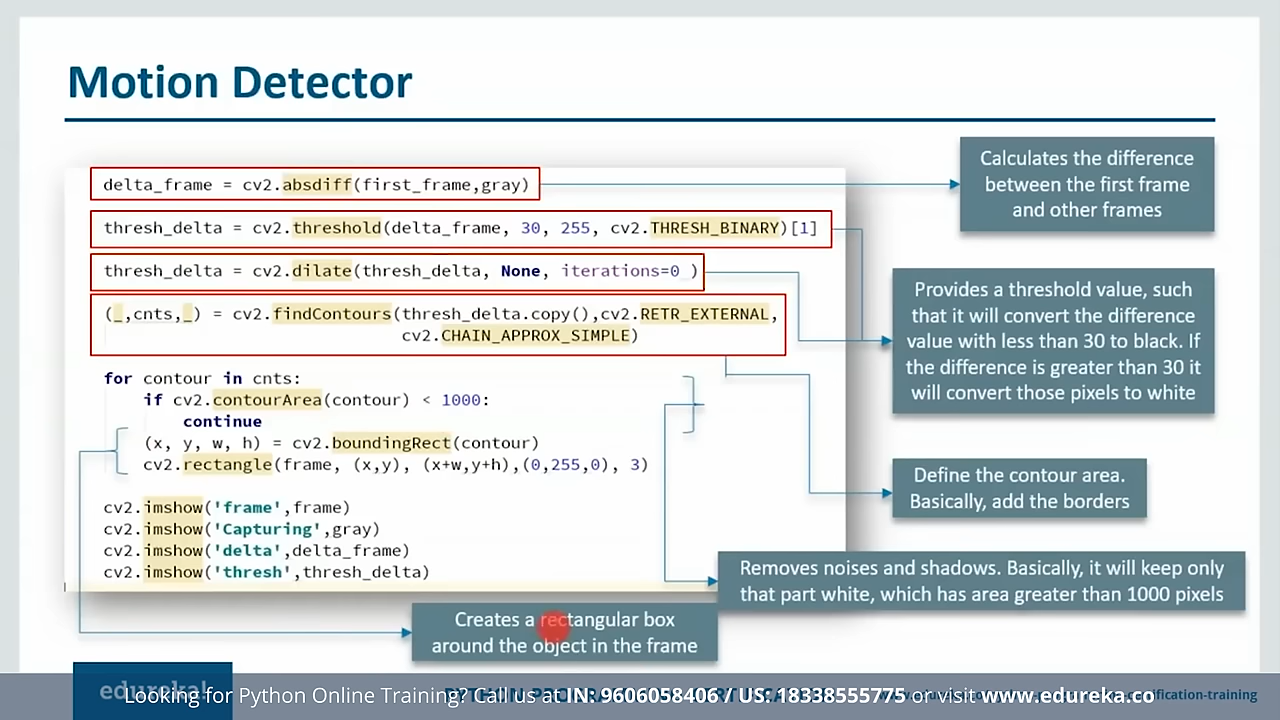 Motion Detector
delta_frame = cv2.absdiff(first_frame,gray)
thresh_delta = cv2.threshold(delta_frame, 30, 255, cv2.THRESH_BINARY)[1]
thresh_delta = cv2.dilate(thresh_delta, None, iterations=0 )
(_,cnts,_) = cv2.findContours(thresh_delta.copy(),cv2.RETR_EXTERNAL,
cv2.CHAIN_APPROX_SIMPLE)
for contour in cnts:
if cv2.contourArea(contour) < 1000:
continue
(x, y, w, h) = cv2.boundingRect(contour)
cv2.rectangle(frame, (x,y), (x+w,y+h),(0,255,0), 3)
cv2.imshow('frame',frame)
cv2.imshow('Capturing',gray)
cv2.imshow('delta',delta_frame)
cv2.imshow('thresh',thresh_delta)
Calculates the difference
between the first frame
and other frames
Provides a threshold value, such
that it will convert the difference
value with less than 30 to black. If
the difference is greater than 30 it
will convert those pixels to white
Define the contour area.
Basically, add the borders
Removes noises and shadows. Basically, it will keep only
that part white, which has area greater than 1000 pixels
Creates a rectangular box
around the object in the frame
edureka!
Looking for Python Online Training? Call us at IN: 9606058406 / US: 18338555775 or visit www.edureka.co